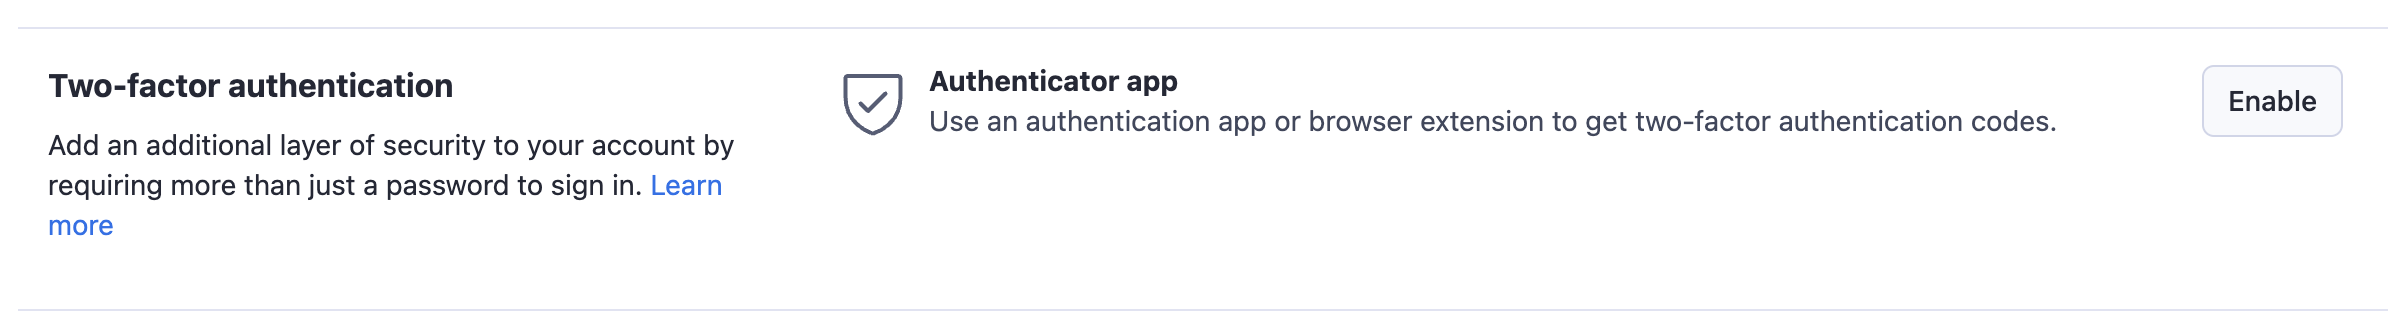 Two-factor authentication
Add an additional layer of security to your account by
requiring more than just a password to sign in. Learn
more
Authenticator app
Use an authentication app or browser extension to get two-factor authentication codes.
Enable